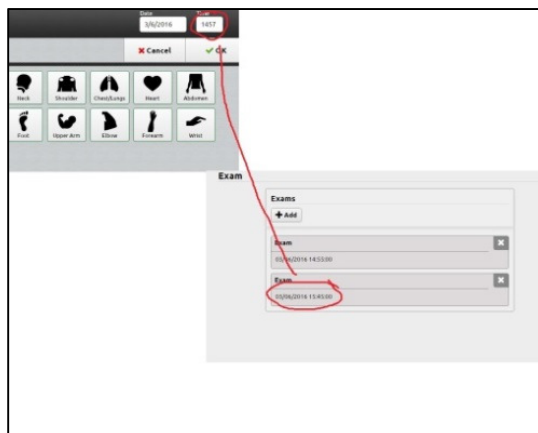 Date Time
3/6/2016 1457
Cancel OK
Neck Shoulder Chest/Lungs Heart Abdomen
Foot Upper Arm Elbow Forearm Wrist
Exam
Exams
Add
Exam
03/06/2016 14:53:00
Exam
03/06/2016 13:45:00